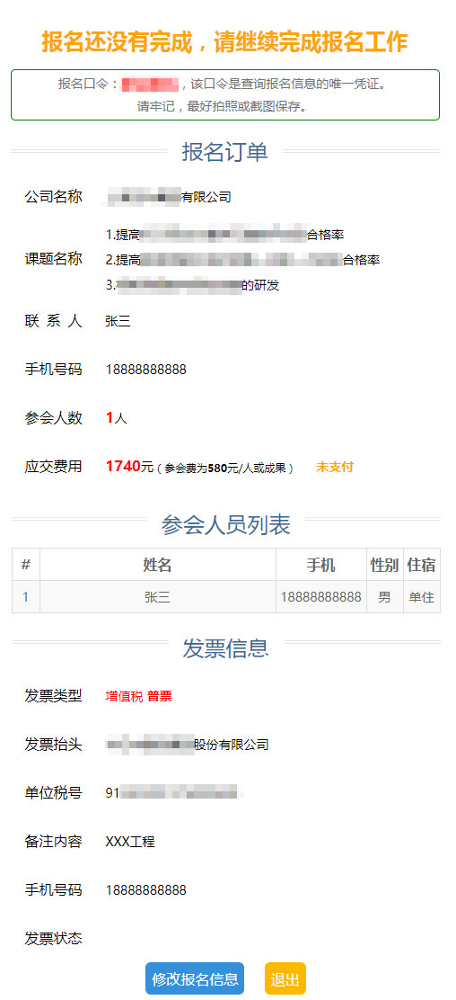 报名还没有完成，请继续完成报名工作
报名口令：，该口令是查询报名信息的唯一凭证。
请牢记，最好拍照或截图保存。
报名订单
公司名称 有限公司
1.提高合格率
课题名称 2.提高合格率
3.的研发
联 系 人 张三
手机号码 18888888888
参会人数 1人
应交费用 1740元（参会费为580元/人或成果） 未支付
参会人员列表
# 姓名 手机 性别 住宿
1 张三 18888888888 男 单住
发票信息
发票类型 增值税 普票
发票抬头 股份有限公司
单位税号 91
备注内容 XXX工程
手机号码 18888888888
发票状态
修改报名信息 退出